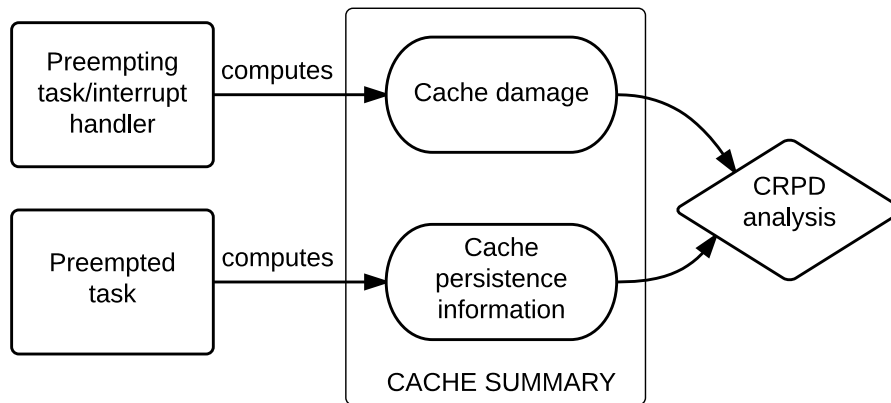 Preempting
task/interrupt
handler
computes
Cache damage
CRPD
analysis
Preempted
task
computes
Cache
persistence
information
CACHE SUMMARY